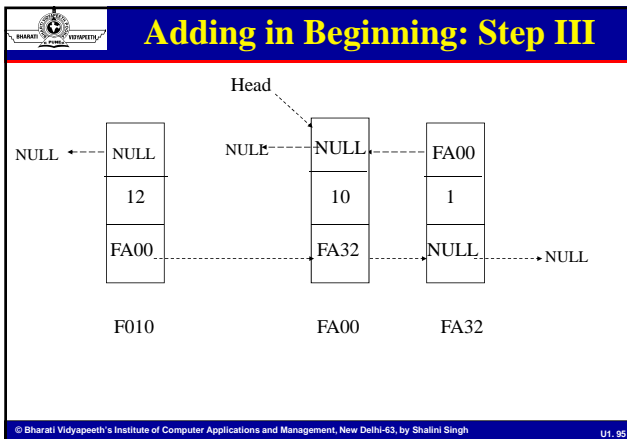 BHARATI VIDYAPEETH
PUNE
Adding in Beginning: Step III
Head
NULL NULL NULL NULL FA00
12 10 1
FA00 FA32 NULL NULL
F010 FA00 FA32
© Bharati Vidyapeeth's Institute of Computer Applications and Management, New Delhi-63, by Shalini Singh U1. 95